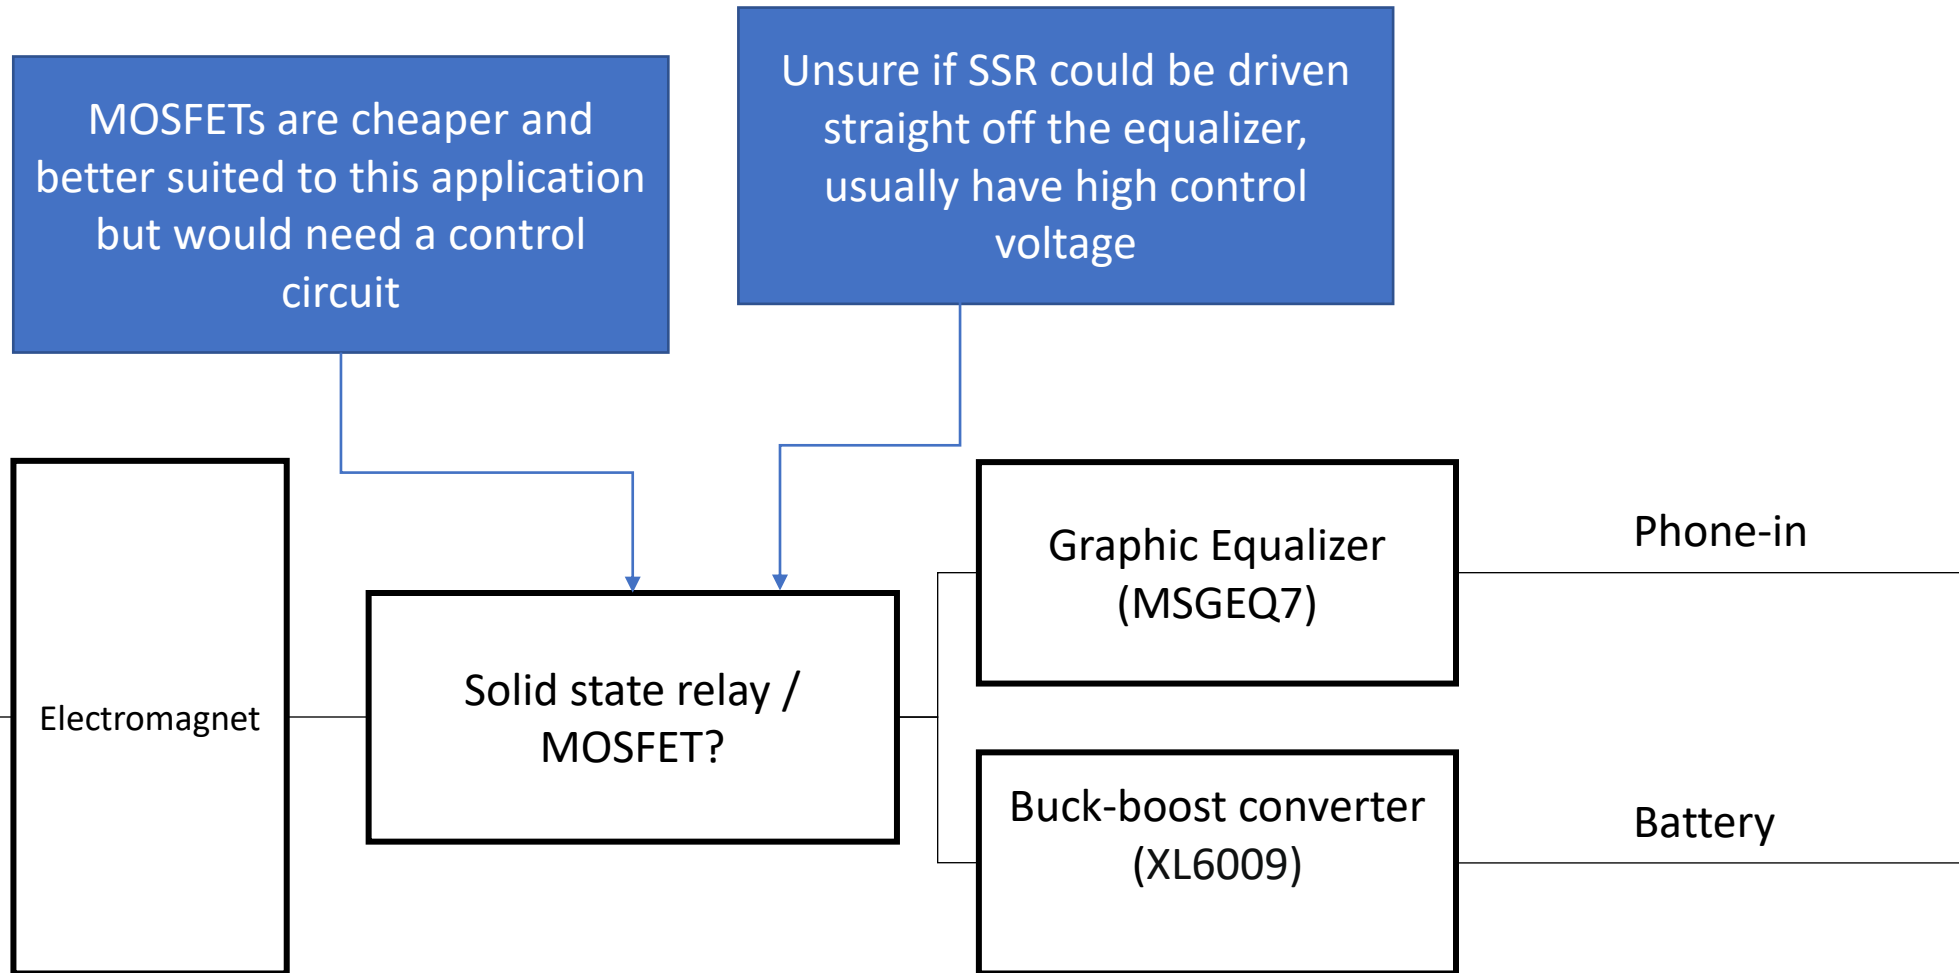 MOSFETs are cheaper and
better suited to this application
but would need a control
circuit
Unsure if SSR could be driven
straight off the equalizer,
usually have high control
voltage
Electromagnet
Solid state relay /
MOSFET?
Graphic Equalizer
(MSGEQ7)
Phone-in
Buck-boost converter
(XL6009)
Battery